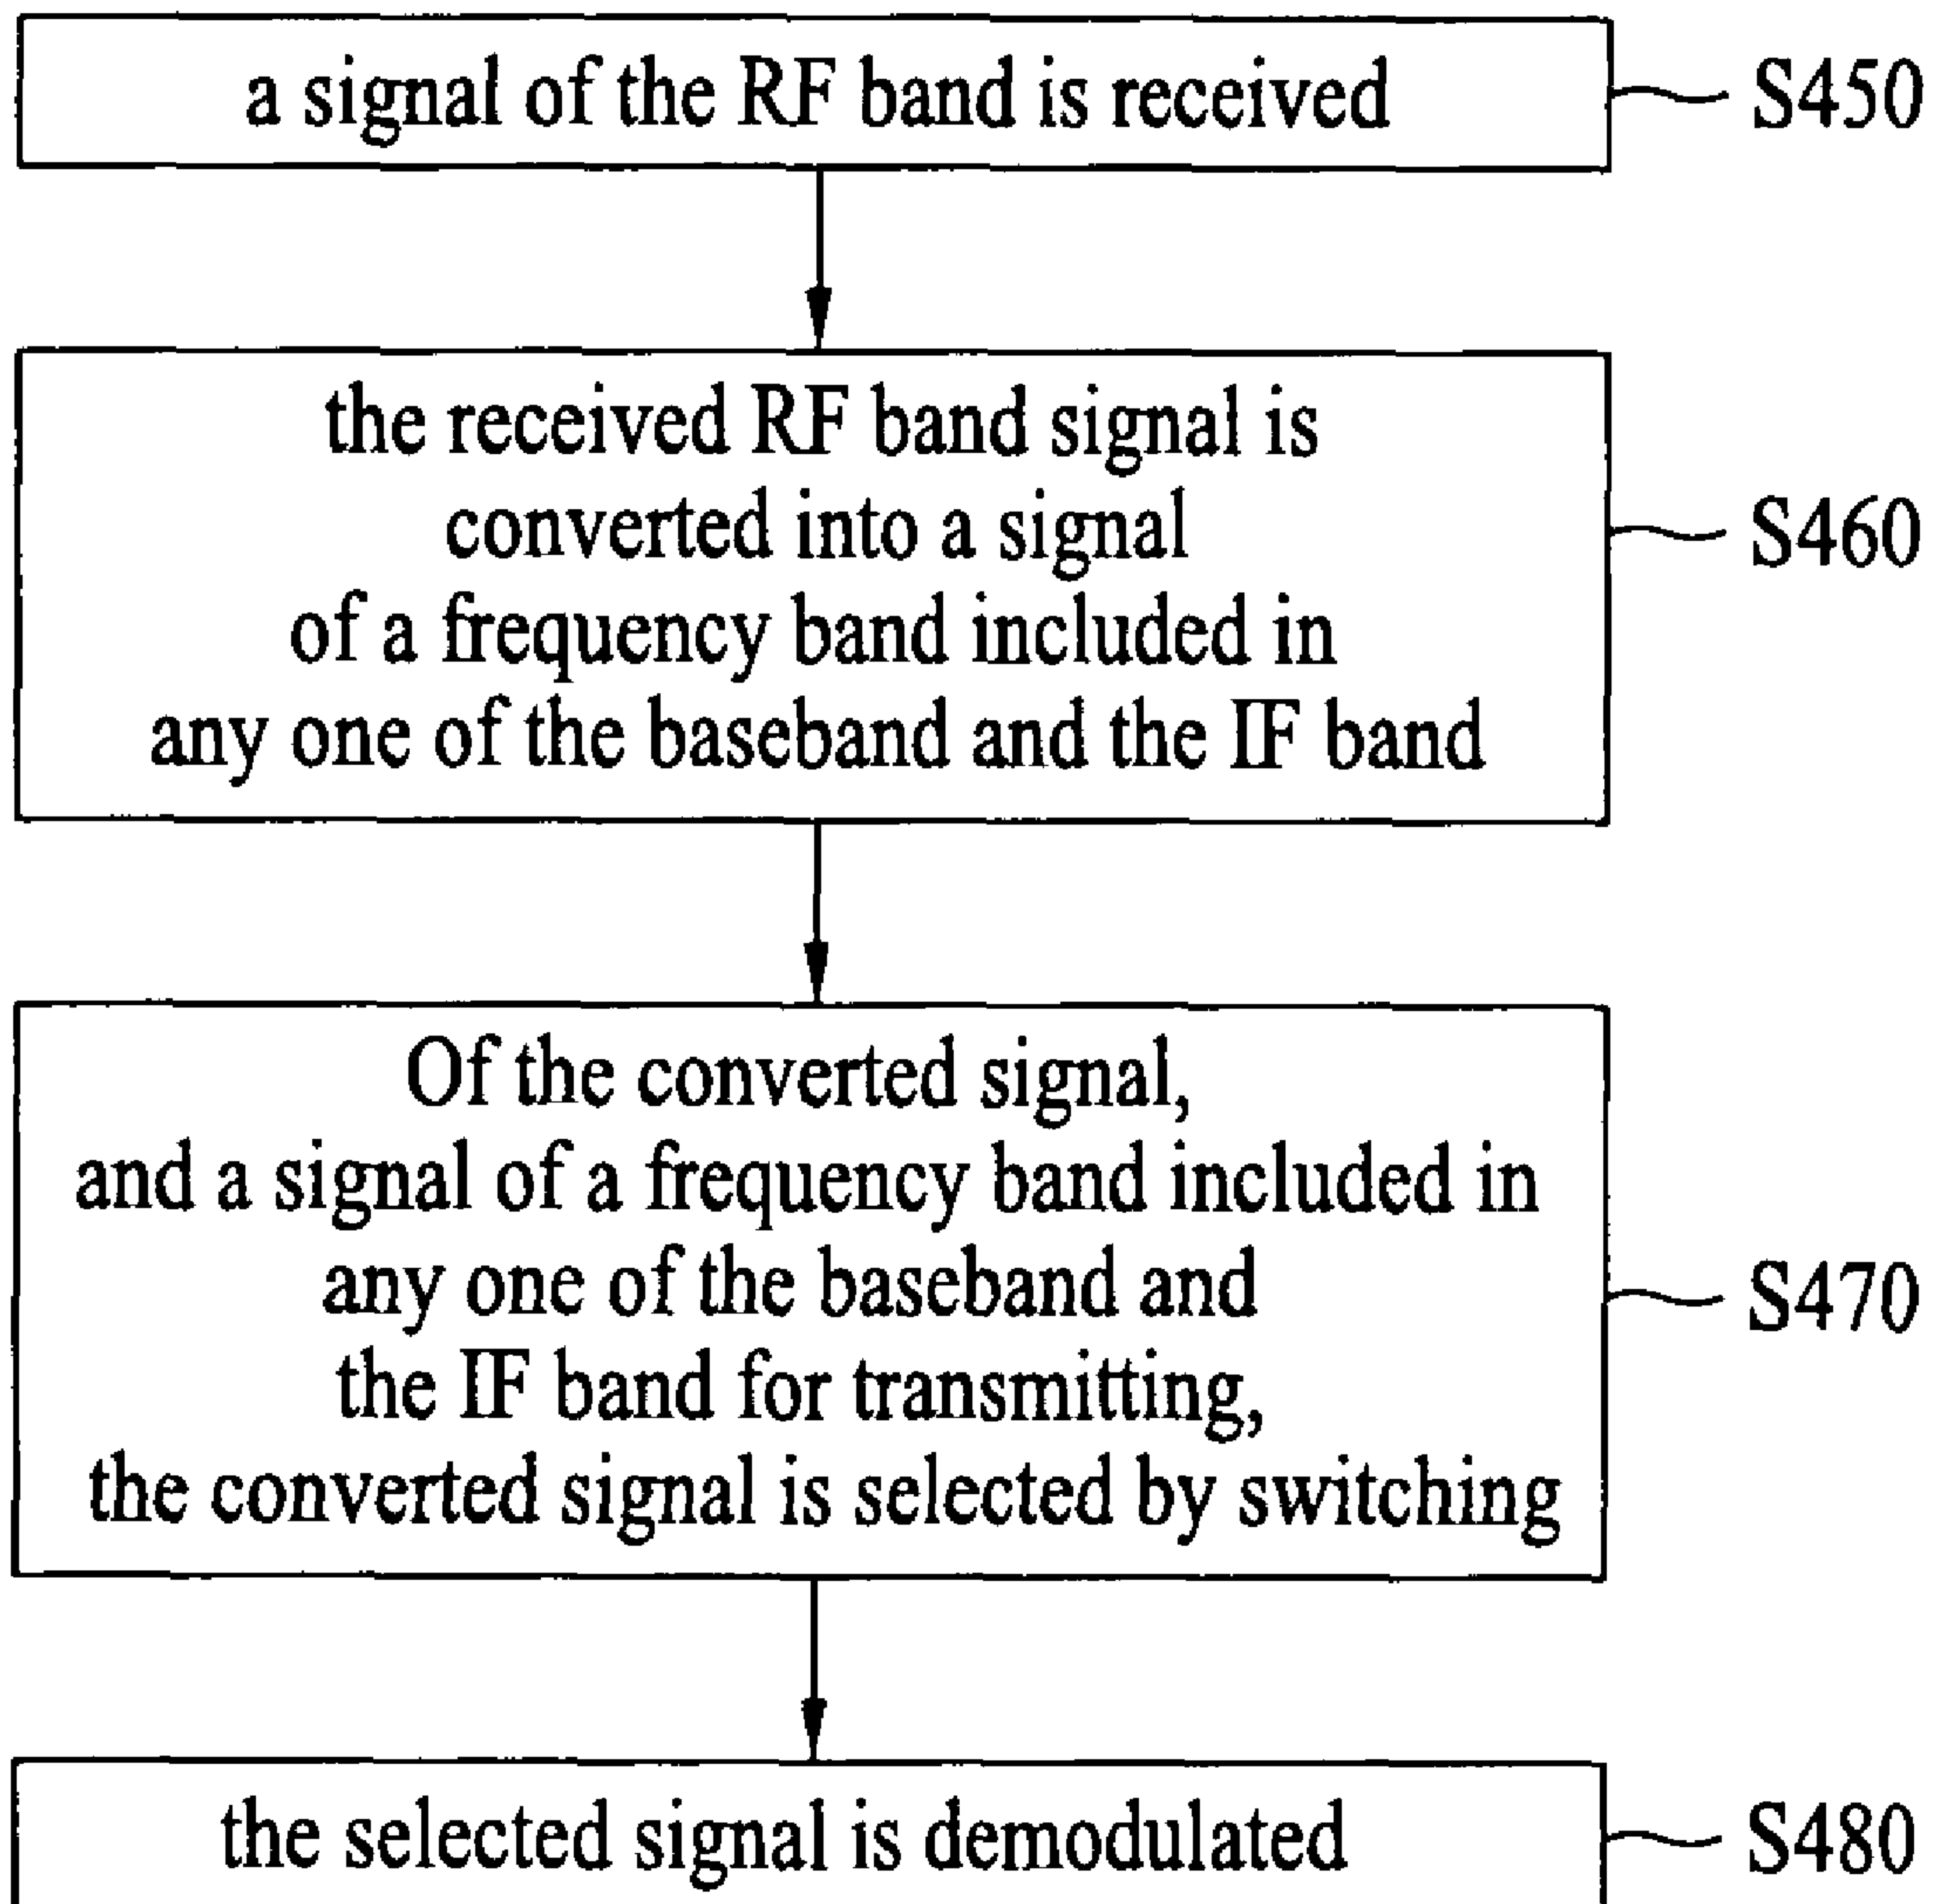 a signal of the RF band is received
S450
the received RF band signal is
converted into a signal
of a frequency band included in
any one of the baseband and the IF band
S460
Of the converted signal,
and a signal of a frequency band included in
any one of the baseband and
the IF band for transmitting,
the converted signal is selected by switching
S470
the selected signal is demodulated
S480